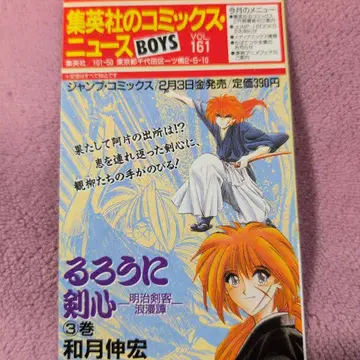 集英社のコミックス・
ニュース BOYS VOL. 161
集英社 101-50 東京都千代田区一ツ橋2-5-10
今月のメニュー
ジャンプ・コミックス/2月3日金発売/定価390円
果たして阿片の出所は!?
恵を連れ返った剣心に、
観柳たちの手がのびる!
るろうに
剣心
―明治剣客
浪漫譚―
③巻
和月伸宏